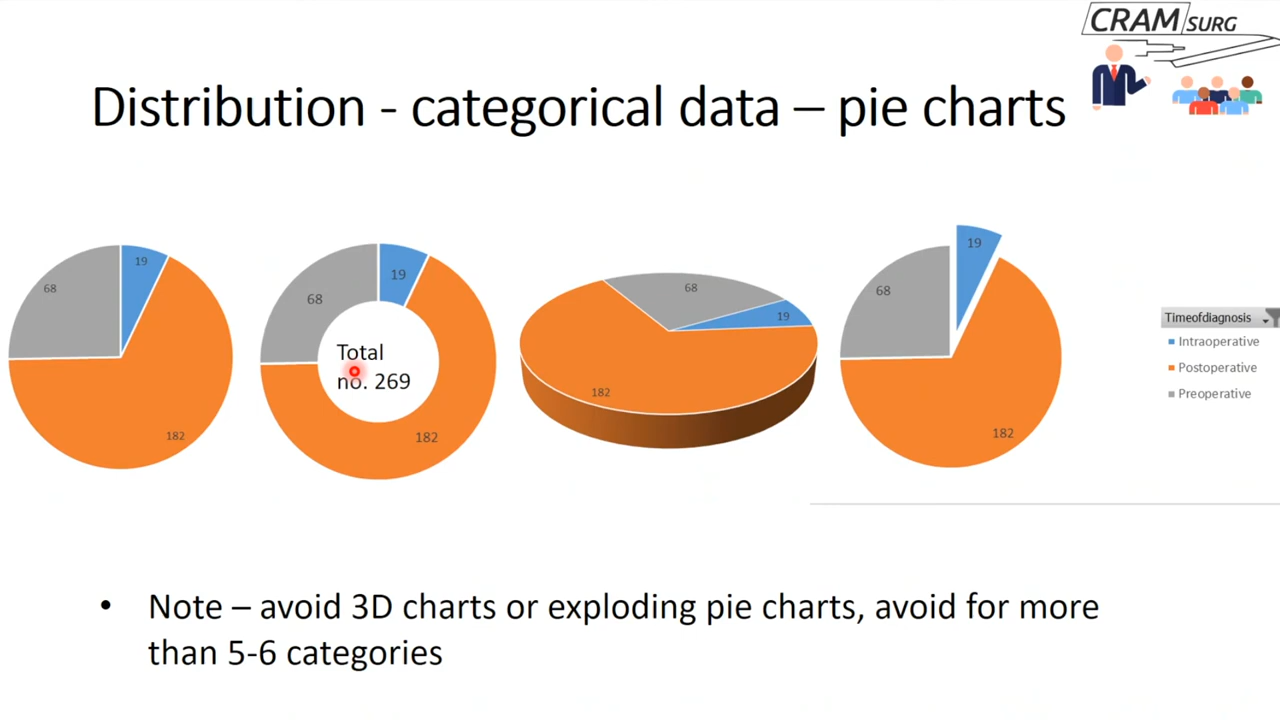 CRAM SURG
Distribution - categorical data – pie charts
19
68
182
19
68
Total
no. 269
182
68
19
182
19
68
182
Timeofdiagnosis
Intraoperative
Postoperative
Preoperative
• Note – avoid 3D charts or exploding pie charts, avoid for more
than 5-6 categories